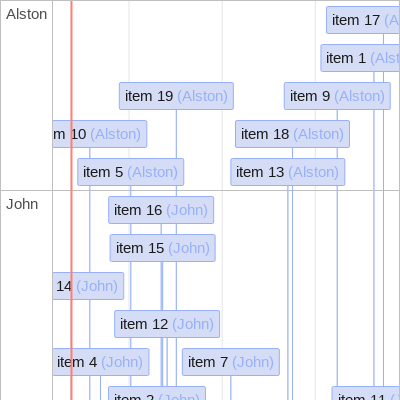 Alston
item 17 (A
item 1 (Alst
item 19 (Alston)
item 9 (Alston)
m 10 (Alston)
item 18 (Alston)
item 5 (Alston)
item 13 (Alston)
John
item 16 (John)
item 15 (John)
14 (John)
item 12 (John)
item 4 (John)
item 7 (John)
item 2 (John)
item 11 (John)